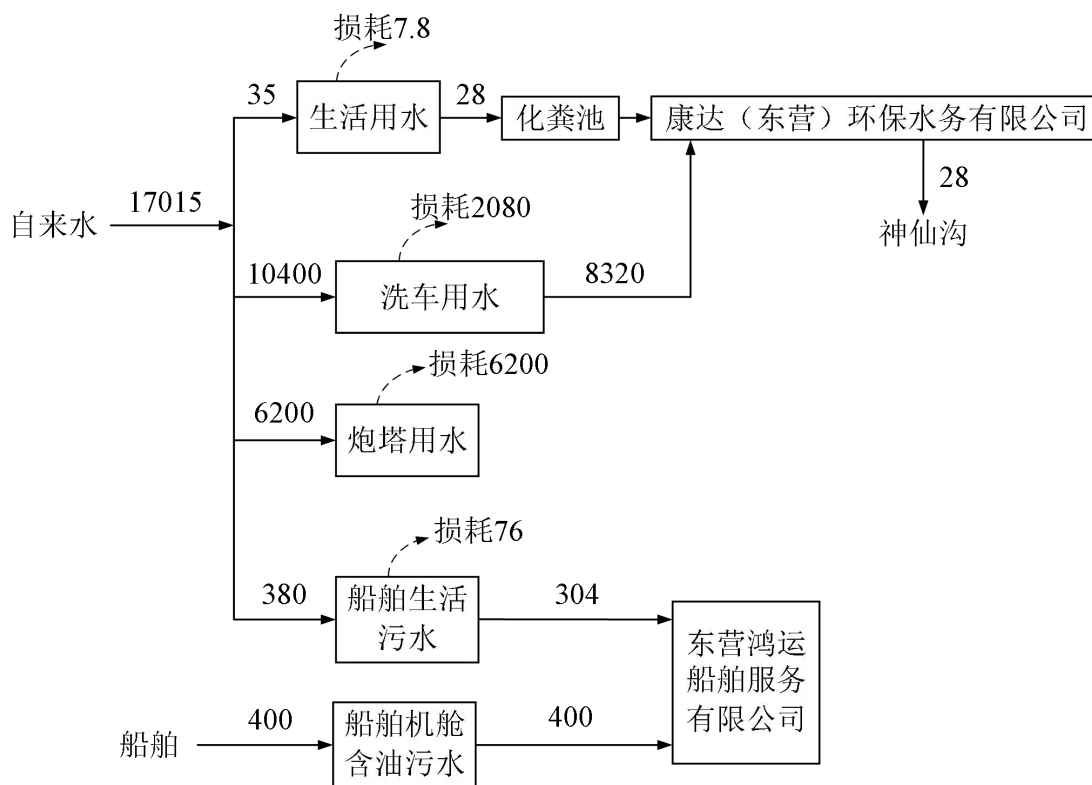 损耗7.8
35
生活用水
28
化粪池
康达（东营）环保水务有限公司
28
神仙沟
自来水
17015
损耗2080
10400
洗车用水
8320
损耗6200
6200
炮塔用水
损耗76
380
船舶生活
污水
304
东营鸿运
船舶服务
有限公司
船舶
400
船舶机舱
含油污水
400